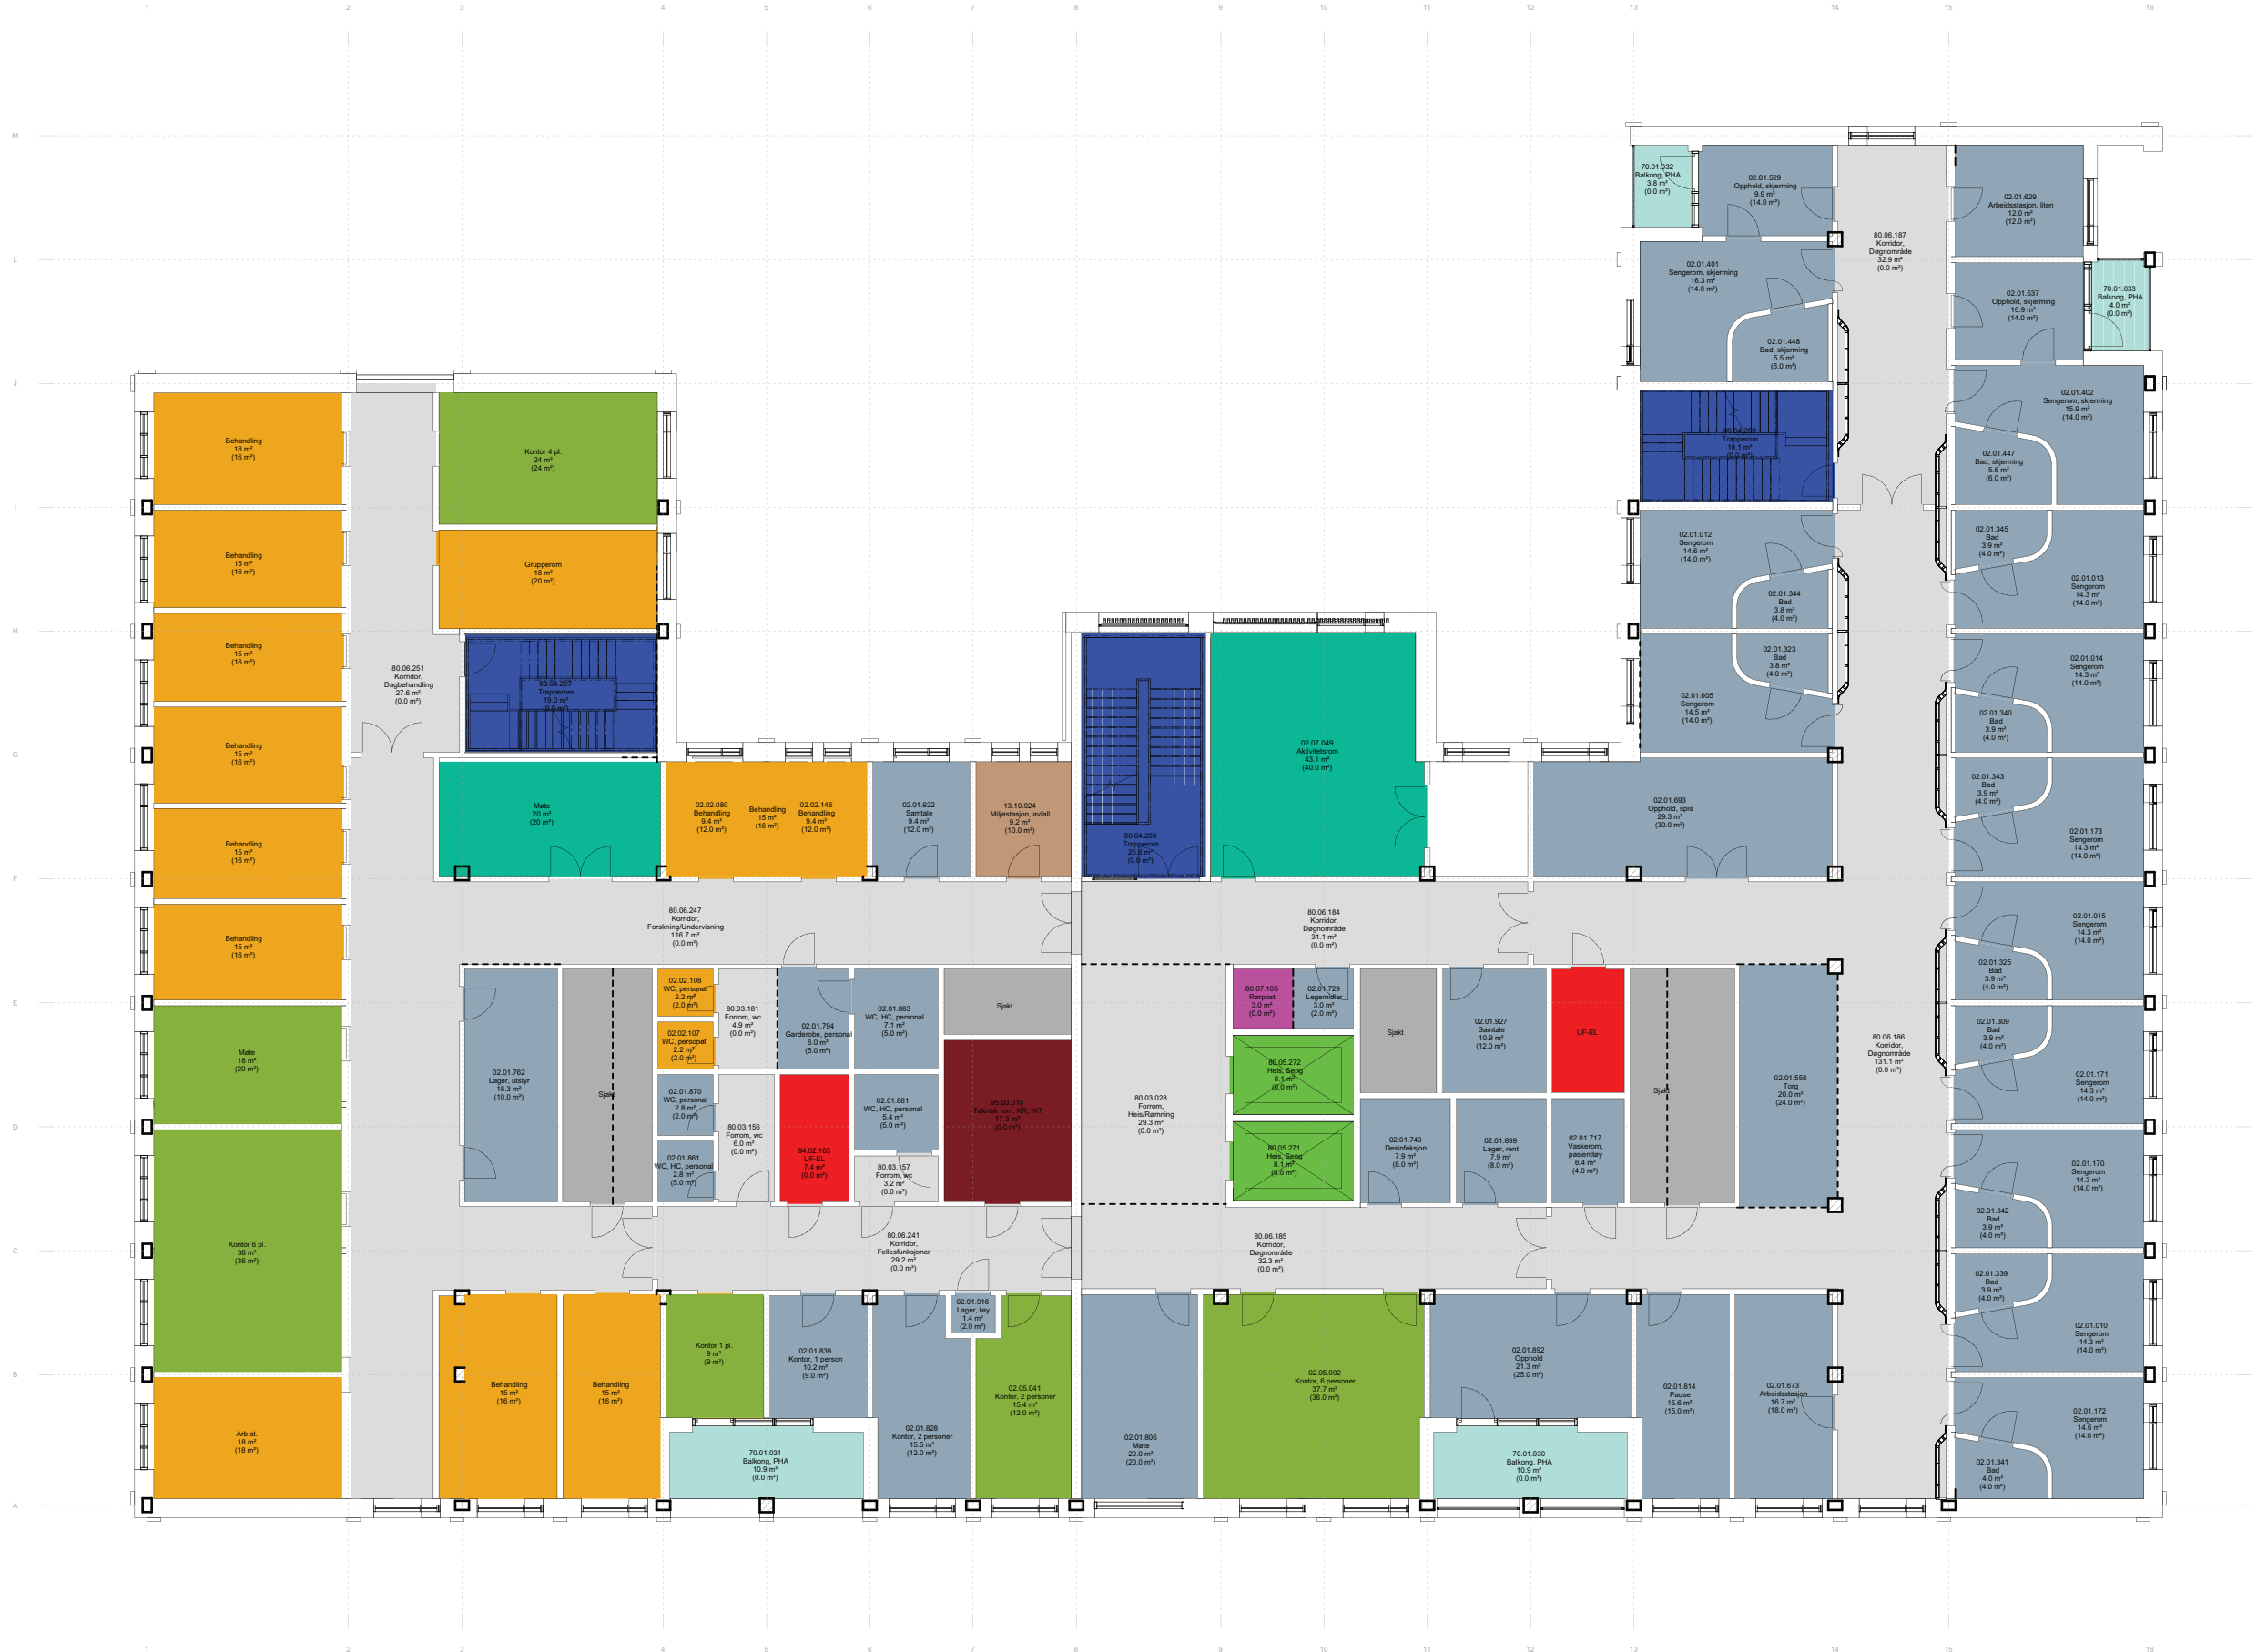 1 2 3 4 5 6 7 8 9 10 11 12 13 14 15 16
M
L
J
I
H
G
F
E
D
C
B
A
70.01.032
Balkong, PHA
3.8 m²
(0.0 m²)
02.01.529
Opphold, skjerming
9.9 m²
(14.0 m²)
80.06.187
Korridor,
Døgnområde
32.9 m²
(0.0 m²)
02.01.629
Arbeidsstasjon, liten
12.0 m²
(12.0 m²)
02.01.401
Sengerom, skjerming
16.3 m²
(14.0 m²)
02.01.537
Opphold, skjerming
10.9 m²
(14.0 m²)
70.01.033
Balkong, PHA
4.0 m²
(0.0 m²)
02.01.448
Bad, skjerming
5.5 m²
(6.0 m²)
02.01.402
Sengerom, skjerming
15.9 m²
(14.0 m²)
Trapperom
18.1 m²
(0.0 m²)
02.01.447
Bad, skjerming
5.6 m²
(6.0 m²)
Behandling
18 m²
(16 m²)
Kontor 4 pl.
24 m²
(24 m²)
Behandling
15 m²
(16 m²)
Grupperom
18 m²
(20 m²)
02.01.012
Sengerom
14.6 m²
(14.0 m²)
02.01.345
Bad
3.9 m²
(4.0 m²)
02.01.013
Sengerom
14.3 m²
(14.0 m²)
02.01.344
Bad
3.8 m²
(4.0 m²)
Behandling
15 m²
(16 m²)
80.06.251
Korridor,
Dagbehandling
27.6 m²
(0.0 m²)
80.04.207
Trapperom
19.0 m²
(0.0 m²)
02.01.323
Bad
3.8 m²
(4.0 m²)
02.01.005
Sengerom
14.5 m²
(14.0 m²)
02.01.014
Sengerom
14.3 m²
(14.0 m²)
02.01.340
Bad
3.9 m²
(4.0 m²)
Behandling
15 m²
(16 m²)
02.07.049
Aktivitetsrom
43.1 m²
(40.0 m²)
02.01.343
Bad
3.9 m²
(4.0 m²)
Behandling
15 m²
(16 m²)
Møte
20 m²
(20 m²)
02.02.080
Behandling
9.4 m²
(12.0 m²)
Behandling
15 m²
(16 m²)
02.02.146
Behandling
9.4 m²
(12.0 m²)
02.01.922
Samtale
9.4 m²
(12.0 m²)
13.10.024
Miljøstasjon, avfall
9.2 m²
(10.0 m²)
80.04.208
Trapperom
25.8 m²
(0.0 m²)
02.01.693
Opphold, spis
29.3 m²
(30.0 m²)
02.01.173
Sengerom
14.3 m²
(14.0 m²)
Behandling
15 m²
(16 m²)
80.06.247
Korridor,
Forskning/Undervisning
116.7 m²
(0.0 m²)
80.06.184
Korridor,
Døgnområde
31.1 m²
(0.0 m²)
02.01.015
Sengerom
14.3 m²
(14.0 m²)
02.01.325
Bad
3.9 m²
(4.0 m²)
02.02.108
WC, personal
2.2 m²
(2.0 m²)
80.03.181
Forrom, wc
4.9 m²
(0.0 m²)
02.01.794
Garderobe, personal
6.0 m²
(5.0 m²)
02.01.883
WC, HC, personal
7.1 m²
(5.0 m²)
Sjakt
80.07.105
Rørpost
3.0 m²
(0.0 m²)
02.01.729
Legemidler
3.0 m²
(2.0 m²)
Sjakt
02.01.927
Samtale
10.9 m²
(12.0 m²)
UF-EL
02.02.107
WC, personal
2.2 m²
(2.0 m²)
02.01.309
Bad
3.9 m²
(4.0 m²)
Møte
18 m²
(20 m²)
02.01.762
Lager, utstyr
18.3 m²
(10.0 m²)
Sjakt
02.01.870
WC, personal
2.8 m²
(2.0 m²)
80.03.156
Forrom, wc
6.0 m²
(0.0 m²)
94.02.165
UF-EL
7.4 m²
(0.0 m²)
02.01.881
WC, HC, personal
5.4 m²
(5.0 m²)
95.03.010
Teknisk rom, KR, IKT
17.3 m²
(0.0 m²)
80.03.028
Forrom,
Heis/Rømning
29.3 m²
(0.0 m²)
80.05.272
Heis, Seng
8.1 m²
(0.0 m²)
Sjakt
02.01.558
Torg
20.0 m²
(24.0 m²)
80.06.186
Korridor,
Døgnområde
131.1 m²
(0.0 m²)
02.01.171
Sengerom
14.3 m²
(14.0 m²)
02.01.861
WC, HC, personal
2.8 m²
(5.0 m²)
80.03.157
Forrom, wc
3.2 m²
(0.0 m²)
80.05.271
Heis, Seng
8.1 m²
(0.0 m²)
02.01.740
Desinfeksjon
7.9 m²
(8.0 m²)
02.01.899
Lager, rent
7.9 m²
(8.0 m²)
02.01.717
Vaskerom,
pasienttøy
6.4 m²
(4.0 m²)
02.01.170
Sengerom
14.3 m²
(14.0 m²)
02.01.342
Bad
3.9 m²
(4.0 m²)
Kontor 6 pl.
38 m²
(36 m²)
80.06.241
Korridor,
Fellesfunksjoner
29.2 m²
(0.0 m²)
80.06.185
Korridor,
Døgnområde
32.3 m²
(0.0 m²)
02.01.339
Bad
3.9 m²
(4.0 m²)
02.01.010
Sengerom
14.3 m²
(14.0 m²)
Behandling
15 m²
(16 m²)
Behandling
15 m²
(16 m²)
Kontor 1 pl.
9 m²
(9 m²)
02.01.839
Kontor, 1 person
10.2 m²
(9.0 m²)
02.01.916
Lager, tøy
1.4 m²
(2.0 m²)
02.05.041
Kontor, 2 personer
15.4 m²
(12.0 m²)
02.05.092
Kontor, 6 personer
37.7 m²
(36.0 m²)
02.01.892
Opphold
21.3 m²
(25.0 m²)
02.01.814
Pause
15.6 m²
(15.0 m²)
02.01.673
Arbeidsstasjon
16.7 m²
(18.0 m²)
02.01.172
Sengerom
14.6 m²
(14.0 m²)
Arb.st.
18 m²
(18 m²)
70.01.031
Balkong, PHA
10.9 m²
(0.0 m²)
02.01.828
Kontor, 2 personer
15.5 m²
(12.0 m²)
02.01.806
Møte
20.0 m²
(20.0 m²)
70.01.030
Balkong, PHA
10.9 m²
(0.0 m²)
02.01.341
Bad
4.0 m²
(4.0 m²)
1 2 3 4 5 6 7 8 9 10 11 12 13 14 15 16